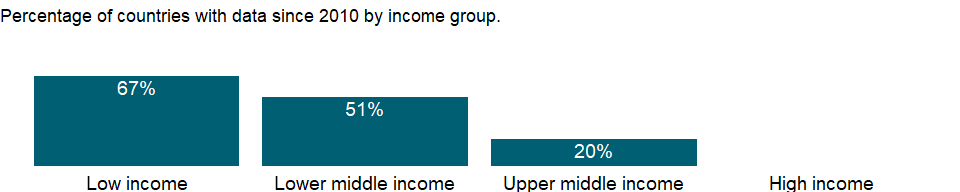 Percentage of countries with data since 2010 by income group.
67%
51%
20%
Low income Lower middle income Upper middle income High income